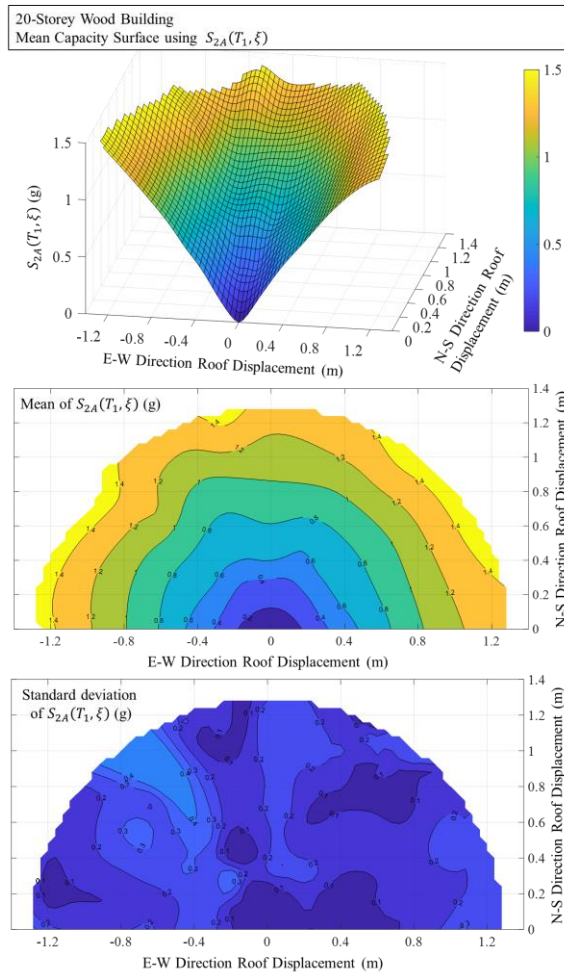 20-Storey Wood Building
Mean Capacity Surface using S₂A(T₁, ξ)
1.5
1
0.5
0
S₂A(T₁, ξ) (g)
-1.2 -0.8 -0.4 0 0.4 0.8 1.2
E-W Direction Roof Displacement (m)
0 0.2 0.4 0.6 0.8 1 1.2 1.4
N-S Direction Roof
Displacement (m)
1.5
1
0.5
0
Mean of S₂A(T₁, ξ) (g)
1.4
1.2
1
0.8
0.6
0.4
0.2
0
N-S Direction Roof Displacement (m)
-1.2 -0.8 -0.4 0 0.4 0.8 1.2
E-W Direction Roof Displacement (m)
Standard deviation
of S₂A(T₁, ξ) (g)
1.4
1.2
1
0.8
0.6
0.4
0.2
0
N-S Direction Roof Displacement (m)
-1.2 -0.8 -0.4 0 0.4 0.8 1.2
E-W Direction Roof Displacement (m)